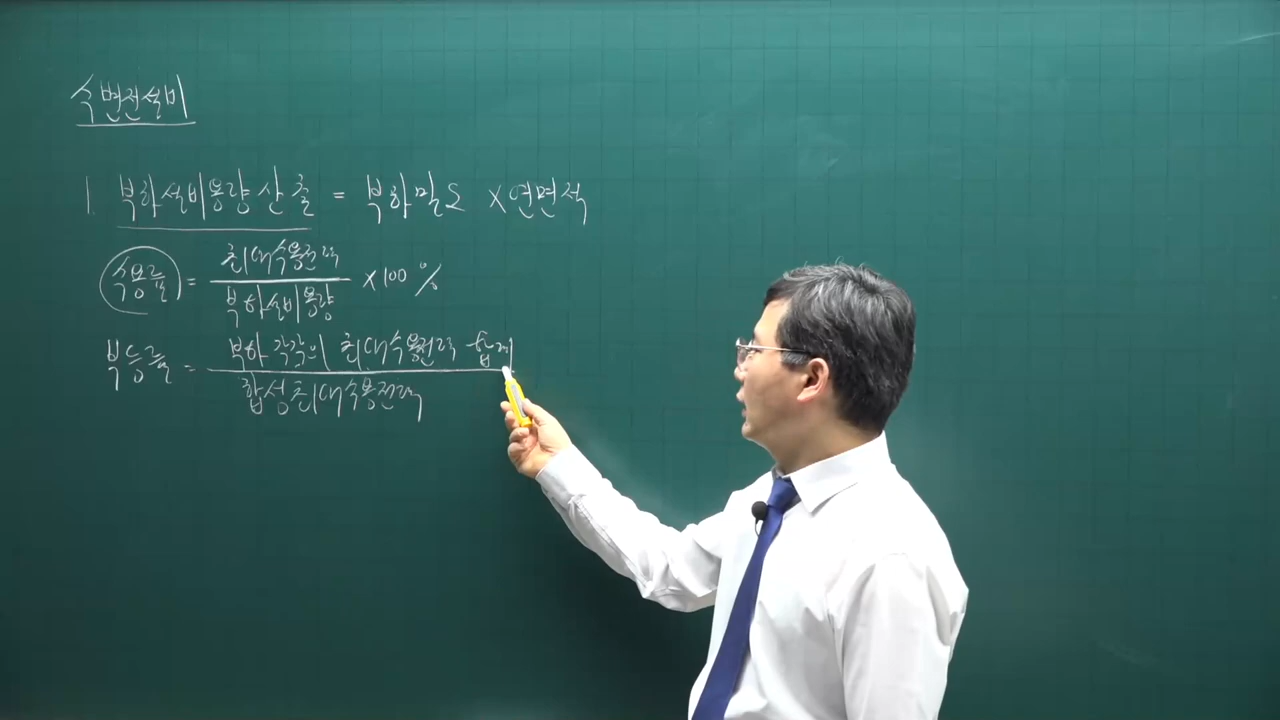 수변전설비
1. 부하설비용량 산출 = 부하밀도 × 연면적
수용률 = 최대수용전력 / 부하설비용량 × 100 %
부등률 = 부하 각각의 최대수용전력 합계 / 합성최대수용전력